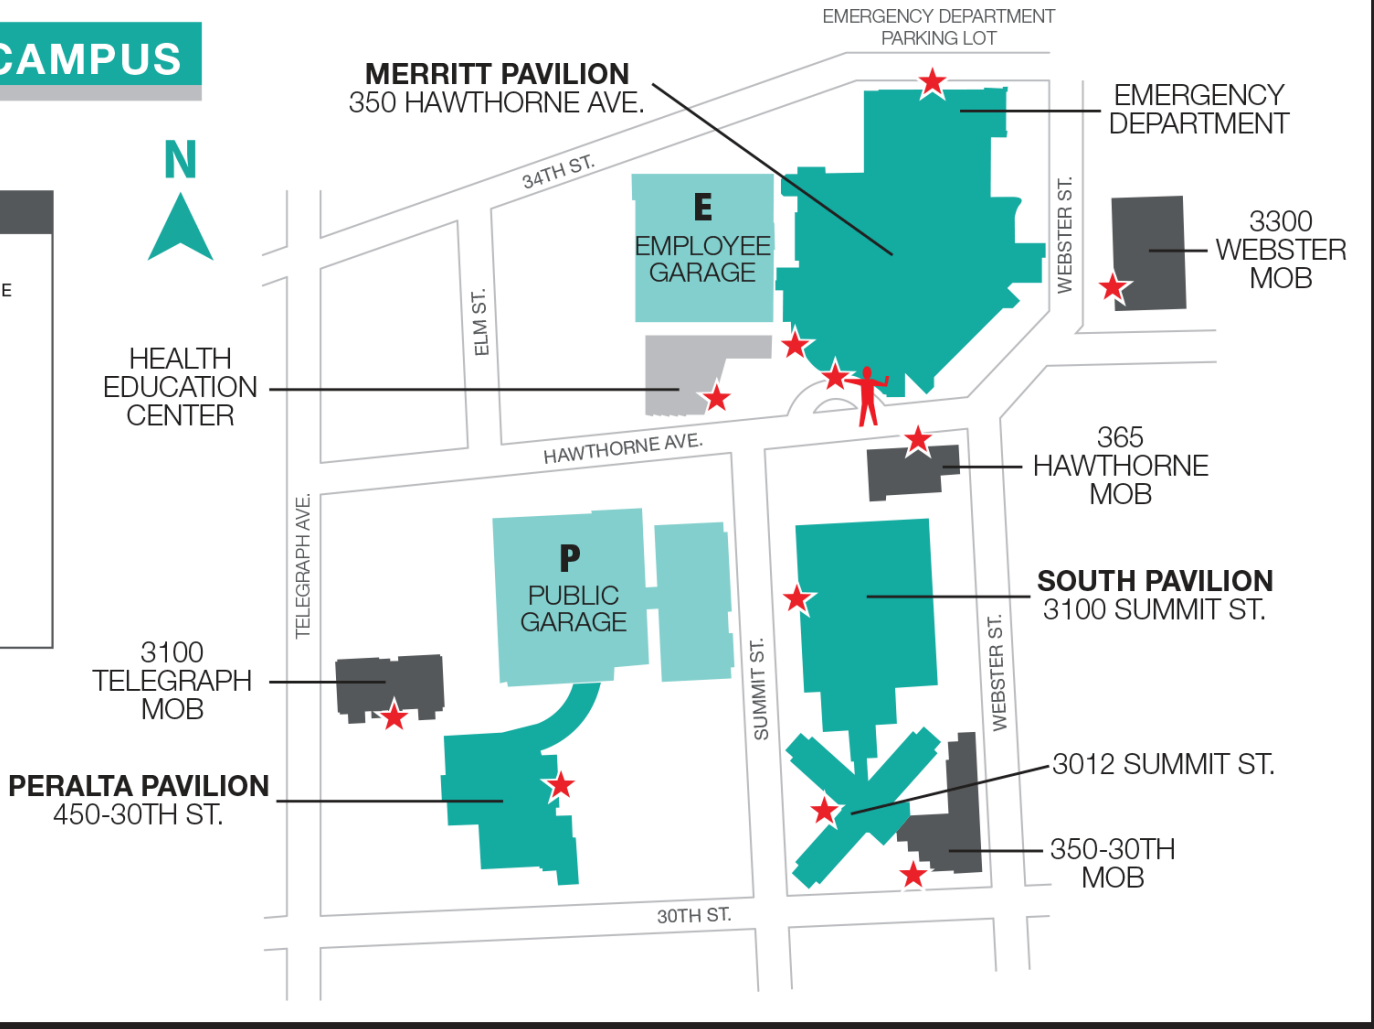 CAMPUS
EMERGENCY DEPARTMENT
PARKING LOT
MERRITT PAVILION
350 HAWTHORNE AVE.
EMERGENCY
DEPARTMENT
N
34TH ST.
E
EMPLOYEE
GARAGE
WEBSTER ST.
3300
WEBSTER
MOB
E
ELM ST.
HEALTH
EDUCATION
CENTER
HAWTHORNE AVE.
365
HAWTHORNE
MOB
TELEGRAPH AVE.
P
PUBLIC
GARAGE
SOUTH PAVILION
3100 SUMMIT ST.
3100
TELEGRAPH
MOB
SUMMIT ST.
WEBSTER ST.
3012 SUMMIT ST.
PERALTA PAVILION
450-30TH ST.
350-30TH
MOB
30TH ST.